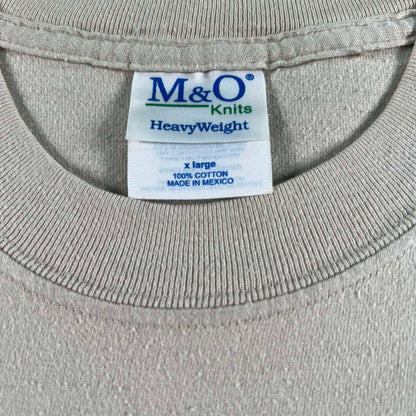 M&O®
Knits
HeavyWeight
x large
100% COTTON
MADE IN MEXICO